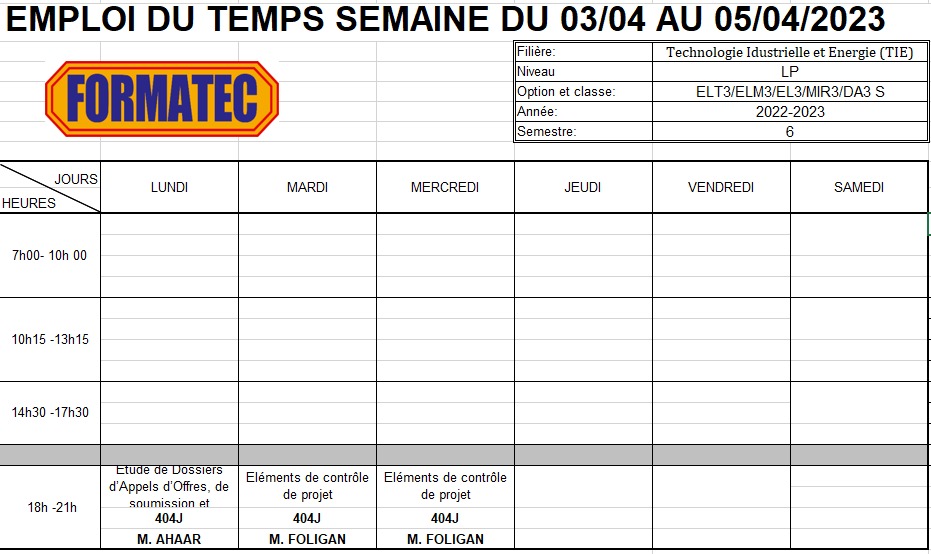 EMPLOI DU TEMPS SEMAINE DU 03/04 AU 05/04/2023
FORMATEC
Filière: Technologie Idustrielle et Energie (TIE)
Niveau LP
Option et classe: ELT3/ELM3/EL3/MIR3/DA3 S
Année: 2022-2023
Semestre: 6
JOURS
HEURES
LUNDI MARDI MERCREDI JEUDI VENDREDI SAMEDI
7h00- 10h 00
10h15 -13h15
14h30 -17h30
18h -21h
Etude de Dossiers
d'Appels d'Offres, de
soumission et
404J
M. AHAAR
Eléments de contrôle
de projet
404J
M. FOLIGAN
Eléments de contrôle
de projet
404J
M. FOLIGAN